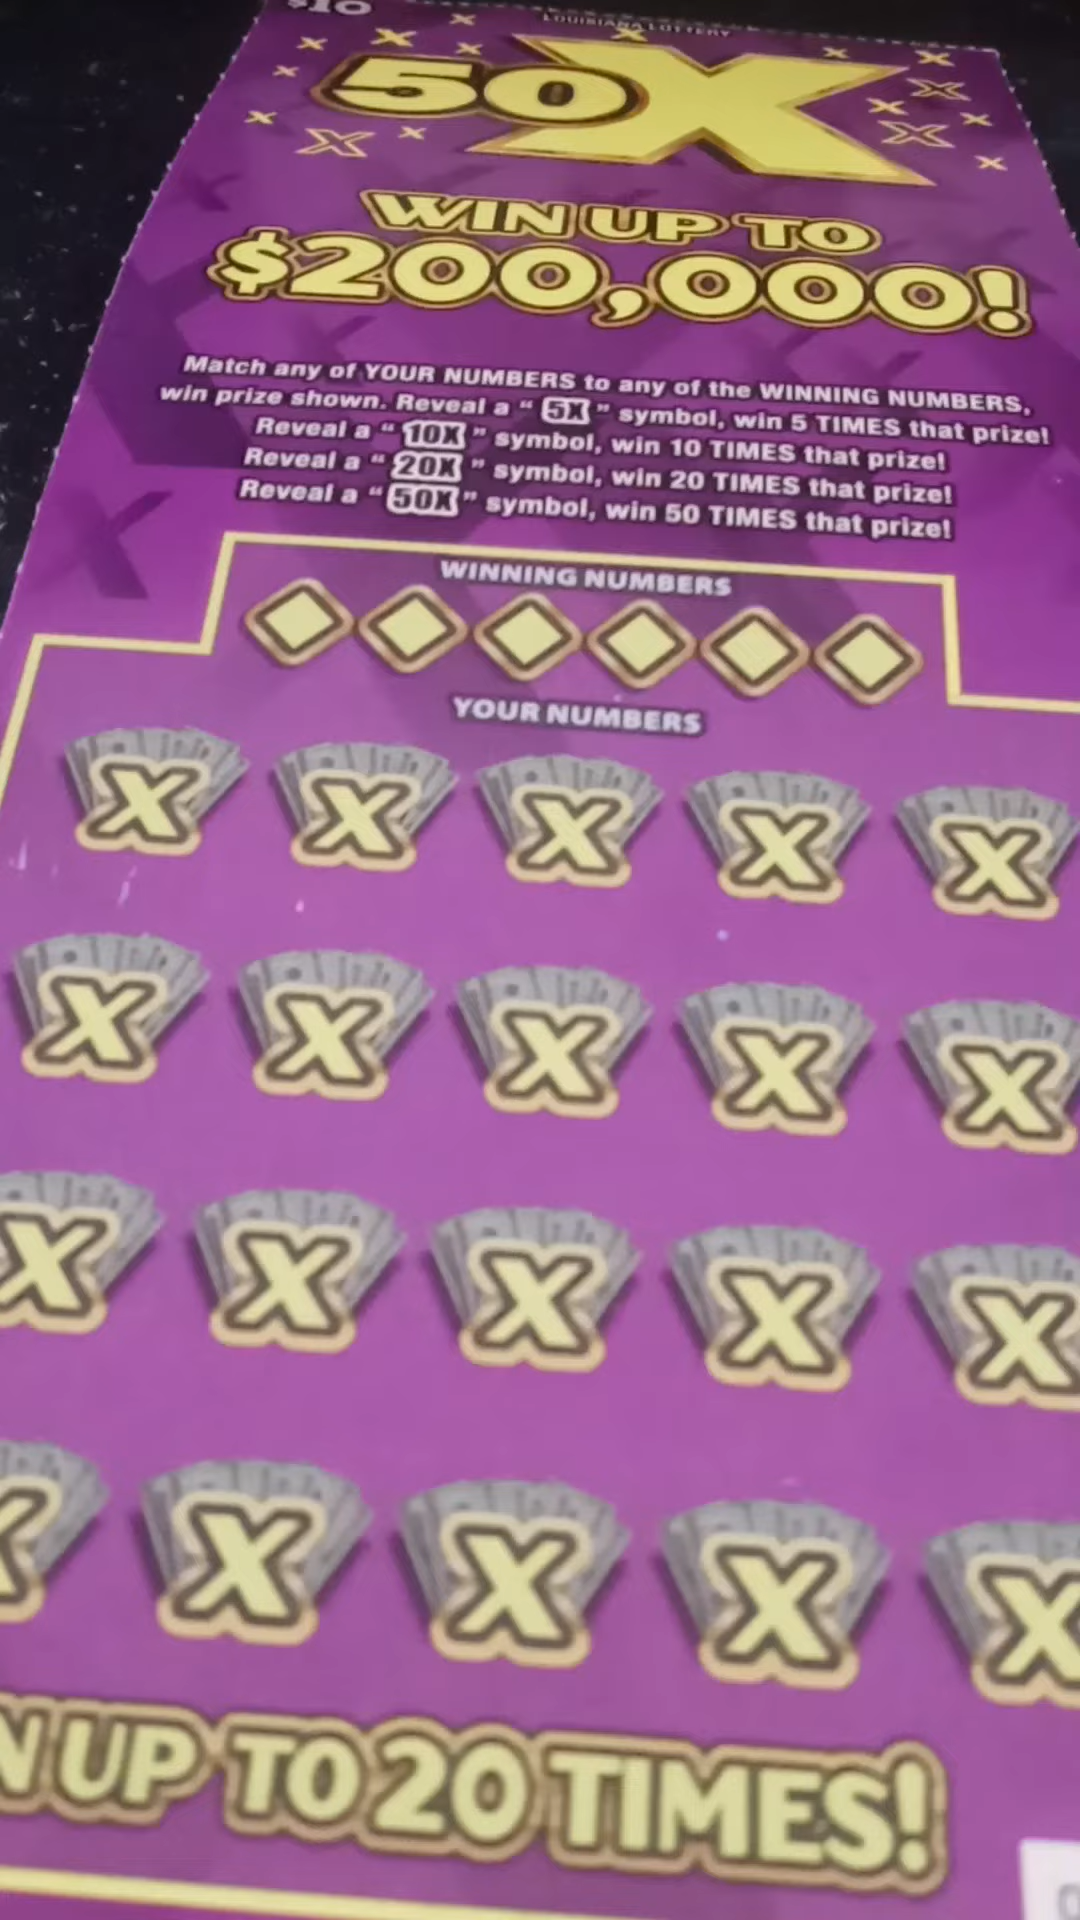 $10
LOUISIANA LOTTERY
50X
WIN UP TO
$200,000!
Match any of YOUR NUMBERS to any of the WINNING NUMBERS,
win prize shown. Reveal a "5X" symbol, win 5 TIMES that prize!
Reveal a "10X" symbol, win 10 TIMES that prize!
Reveal a "20X" symbol, win 20 TIMES that prize!
Reveal a "50X" symbol, win 50 TIMES that prize!
WINNING NUMBERS
YOUR NUMBERS
X X X X X
X X X X X
X X X X X
X X X X X
N UP TO 20 TIMES!